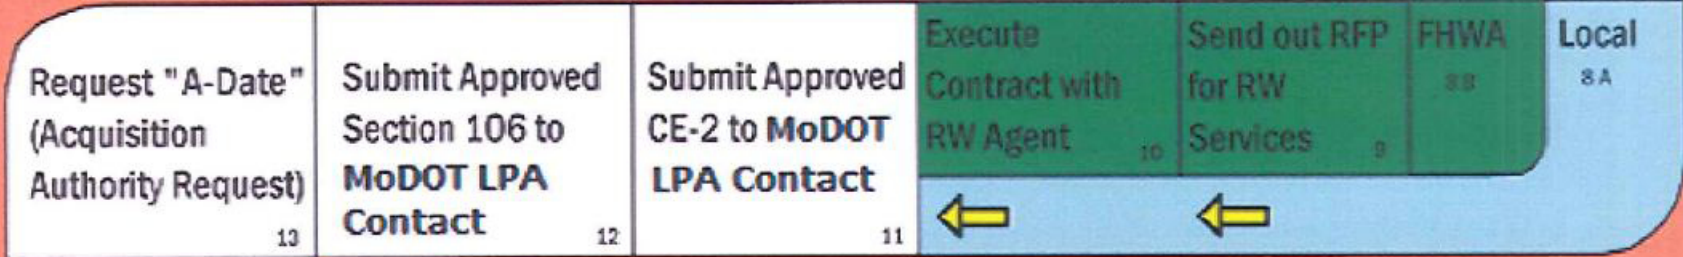 Request "A-Date"
(Acquisition
Authority Request)
13
Submit Approved
Section 106 to
MoDOT LPA
Contact
12
Submit Approved
CE-2 to MoDOT
LPA Contact
11
Execute
Contract with
RW Agent
10
Send out RFP
for RW
Services
9
FHWA
8B
Local
8A